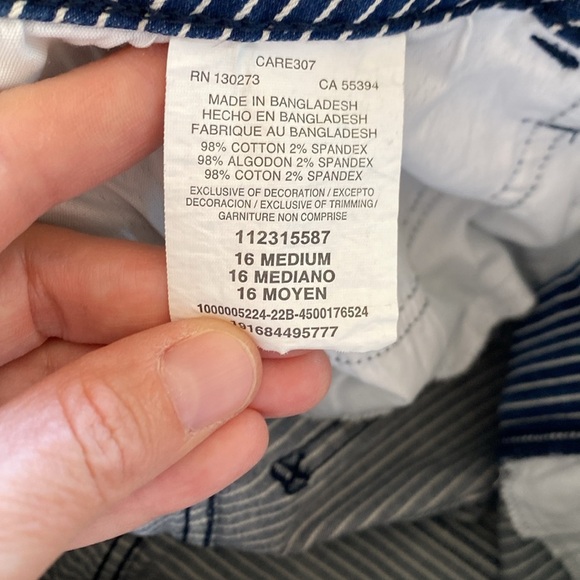 CARE307
RN 130273 CA 55394
MADE IN BANGLADESH
HECHO EN BANGLADESH
FABRIQUE AU BANGLADESH
98% COTTON 2% SPANDEX
98% ALGODON 2% SPANDEX
98% COTON 2% SPANDEX
EXCLUSIVE OF DECORATION / EXCEPTO
DECORACION / EXCLUSIVE OF TRIMMING/
GARNITURE NON COMPRISE
112315587
16 MEDIUM
16 MEDIANO
16 MOYEN
1000005224-22B-4500176524
191684495777